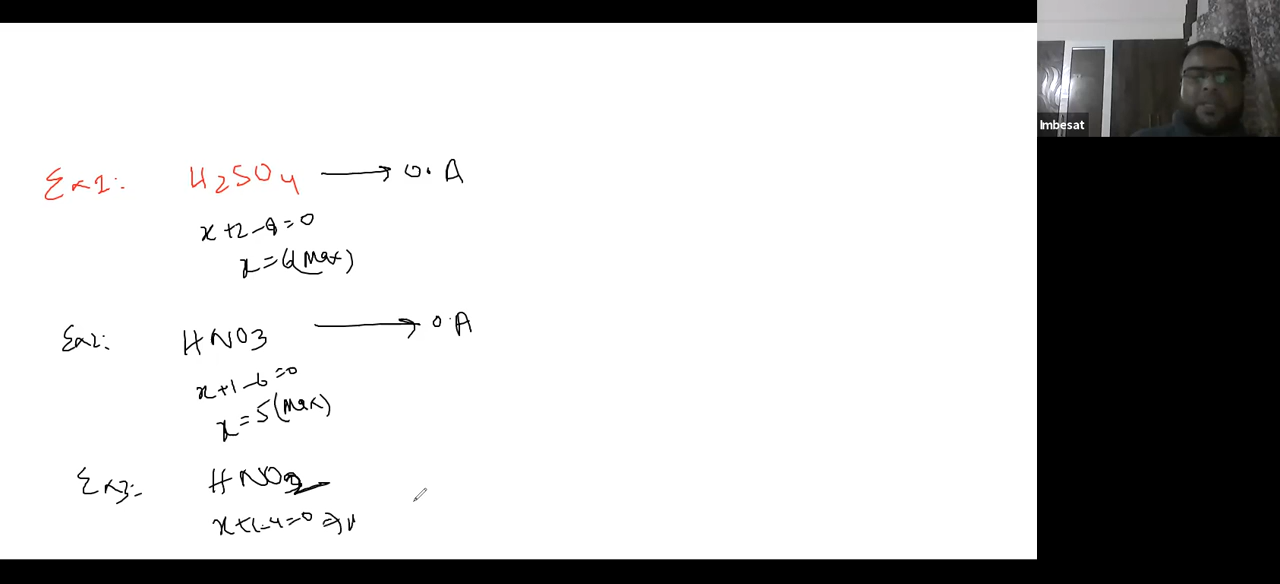 Imbesat
Ex1: H2SO4 → O.A
x+2-8=0
x=6(Max)
Ex2: HNO3 → O.A
x+1-6=0
x=5(Max)
Ex3:- HNO2
x+1-4=0 ⇒